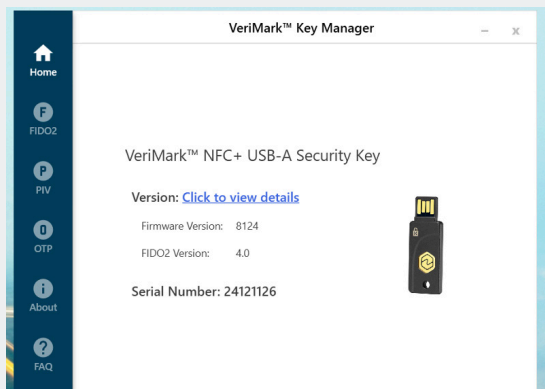 VeriMark™ Key Manager
Home
F
FIDO2
P
PIV
O
OTP
i
About
?
FAQ
VeriMark™ NFC+ USB-A Security Key
Version: Click to view details
Firmware Version: 8124
FIDO2 Version: 4.0
Serial Number: 24121126